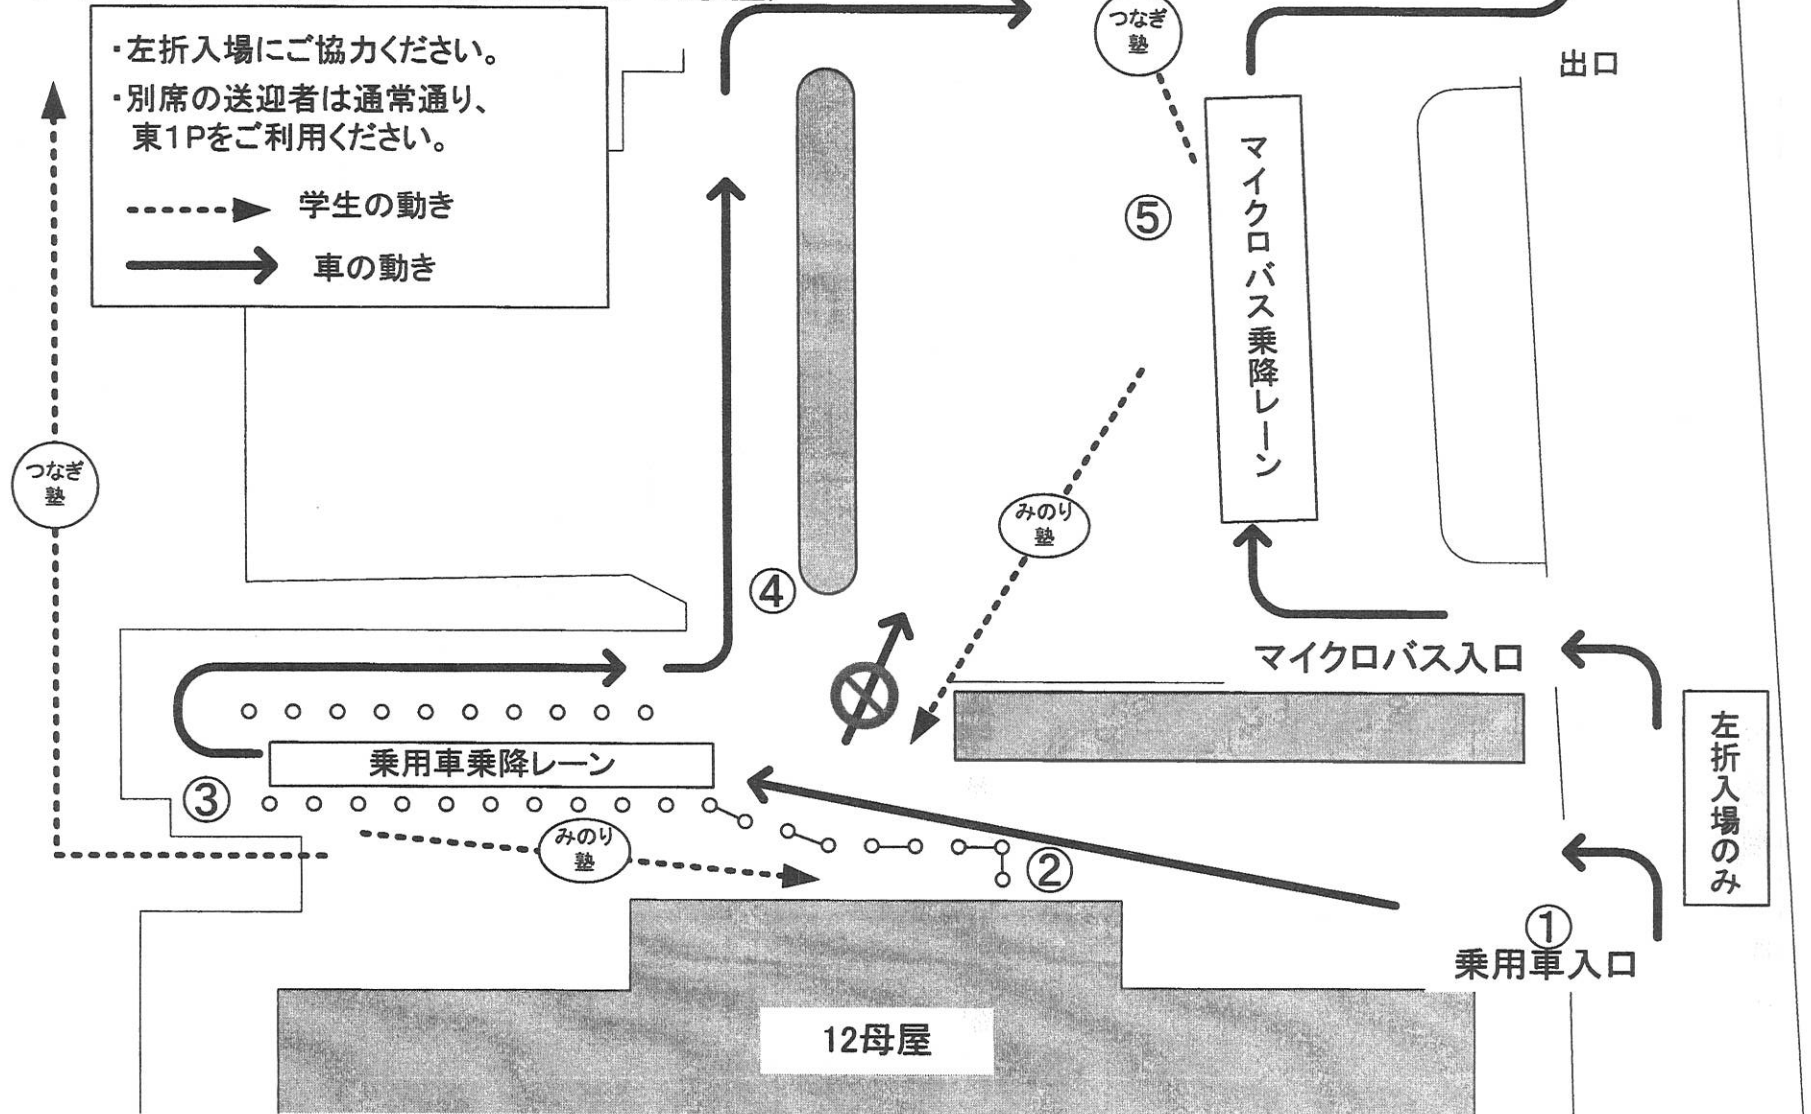 ・左折入場にご協力ください。
・別席の送迎者は通常通り、
東1Pをご利用ください。
学生の動き
車の動き
つなぎ
塾
出口
マイクロバス乗降レーン
⑤
つなぎ
塾
みのり
塾
④
マイクロバス入口
左折入場のみ
乗用車乗降レーン
③
みのり
塾
②
①
乗用車入口
12母屋